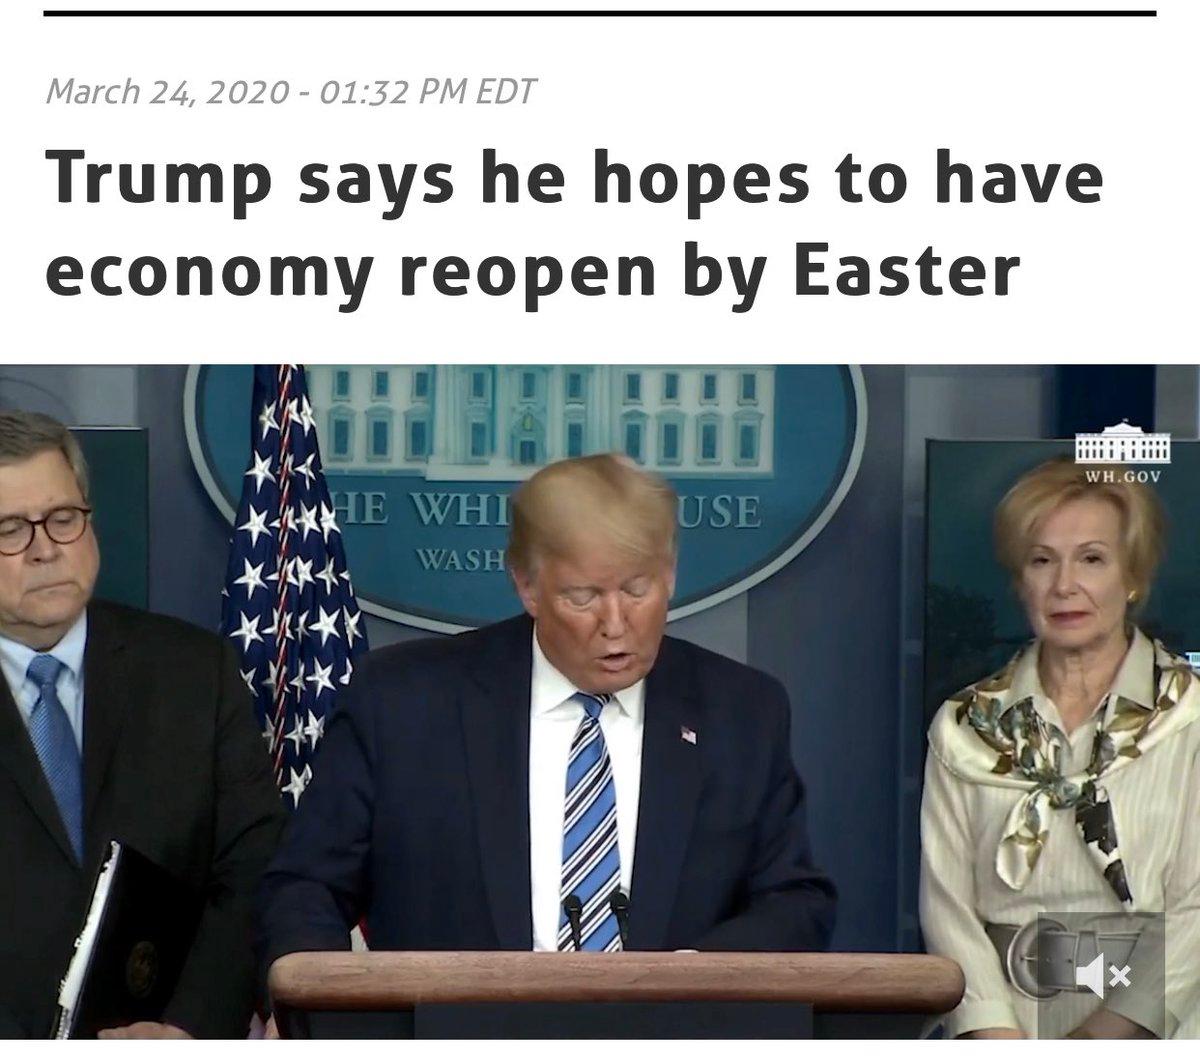 March 24, 2020 - 01:32 PM EDT
Trump says he hopes to have
economy reopen by Easter
WH.GOV
HE WHI USE
WASH